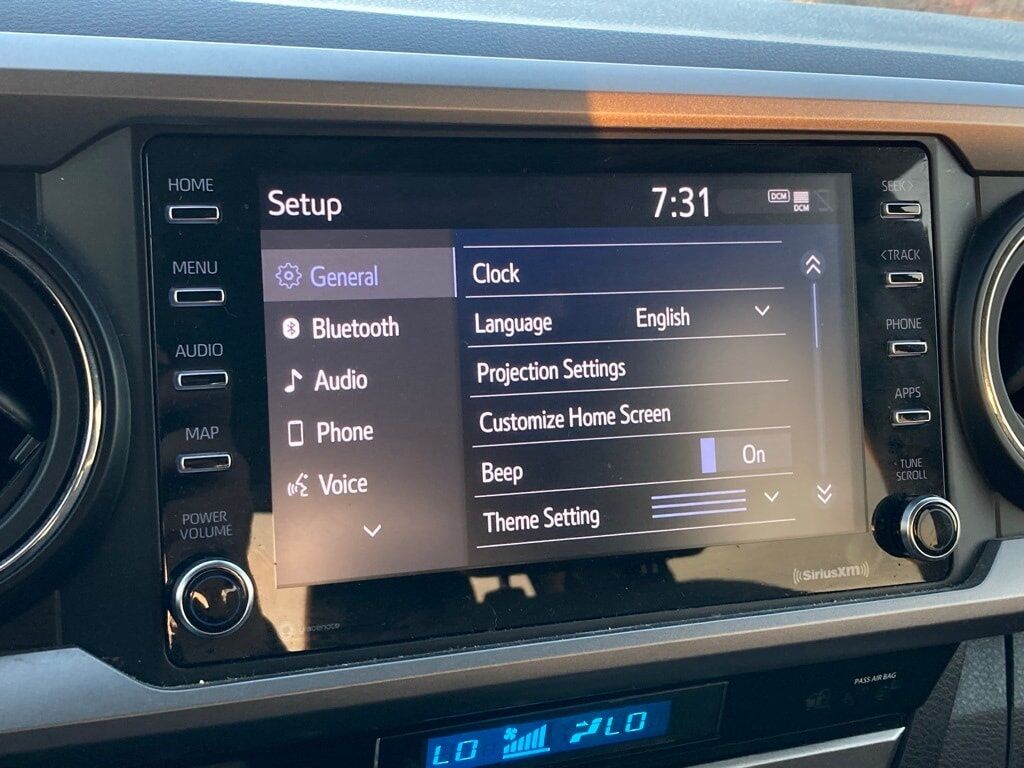 HOME
MENU
AUDIO
MAP
POWER
VOLUME
Setup
7:31
DCM
DCM
General
Bluetooth
Audio
Phone
Voice
Clock
Language English
Projection Settings
Customize Home Screen
Beep On
Theme Setting
SEEK>
<TRACK
PHONE
APPS
TUNE
SCROLL
((SiriusXM))
gracenote
PASS AIR BAG
LO LO